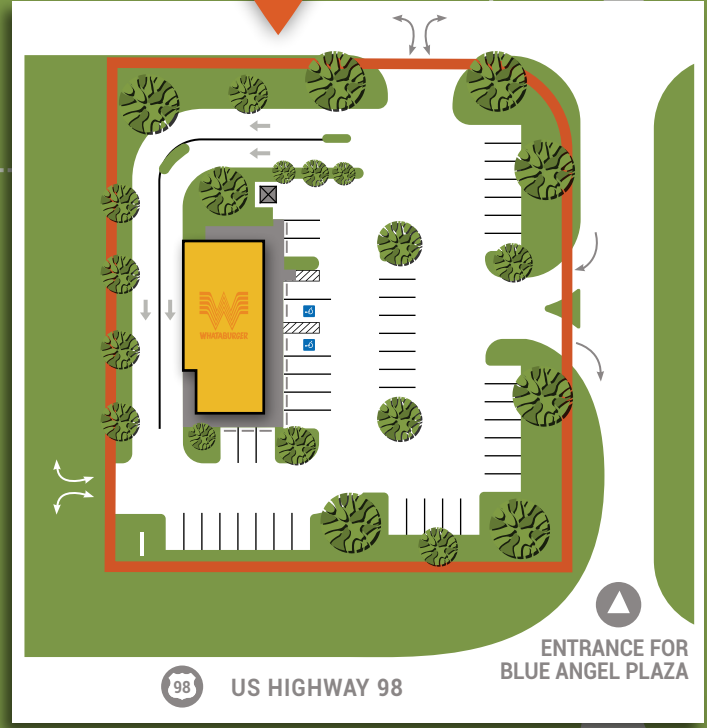 WHATABURGER
ENTRANCE FOR
BLUE ANGEL PLAZA
98
US HIGHWAY 98